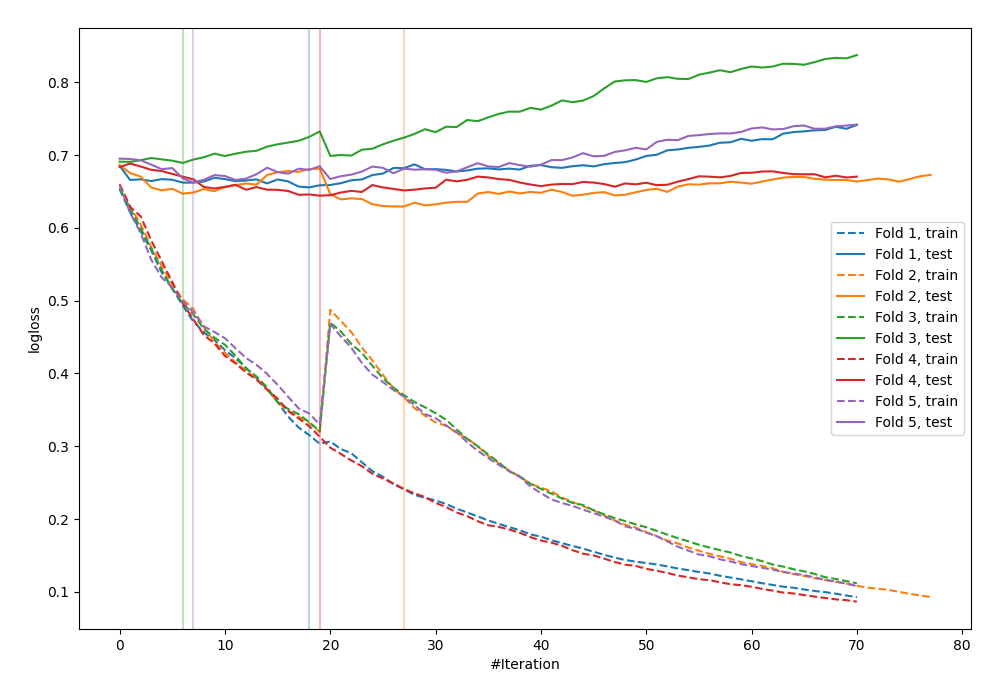 0.8
0.7
0.6
0.5
0.4
0.3
0.2
0.1
logloss
0
10
20
30
40
50
60
70
80
#Iteration
Fold 1, train
Fold 1, test
Fold 2, train
Fold 2, test
Fold 3, train
Fold 3, test
Fold 4, train
Fold 4, test
Fold 5, train
Fold 5, test